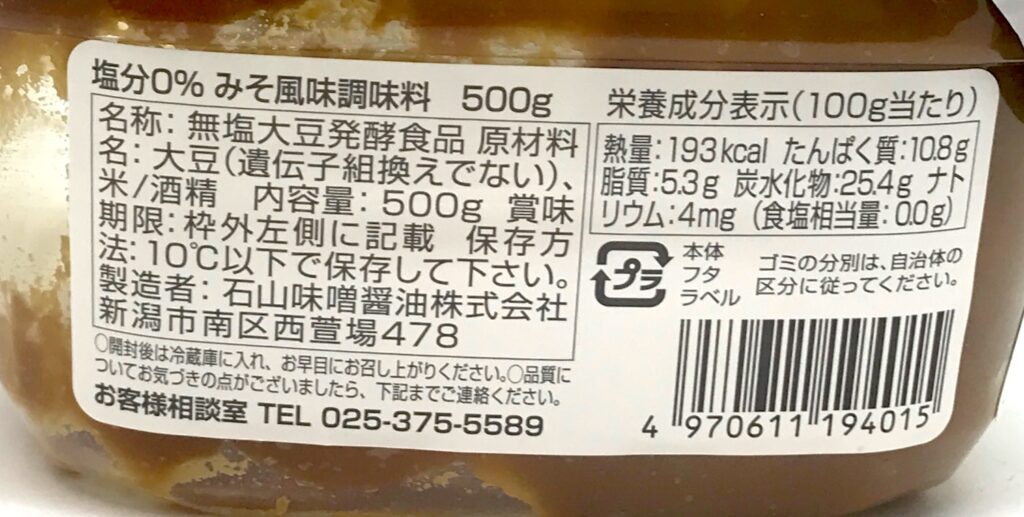 塩分0% みそ風味調味料 500g
名称：無塩大豆発酵食品 原材料
名：大豆（遺伝子組換えでない）、
米/酒精 内容量：500g 賞味
期限：枠外左側に記載 保存方
法：10℃以下で保存して下さい。
製造者：石山味噌醤油株式会社
新潟市南区西萱場478
○開封後は冷蔵庫に入れ、お早目にお召し上がりください。○品質に
ついてお気づきの点がございましたら、下記までご連絡ください。
お客様相談室 TEL 025-375-5589
栄養成分表示（100g当たり）
熱量：193kcal たんぱく質：10.8g
脂質：5.3g 炭水化物：25.4g ナト
リウム：4mg（食塩相当量：0.0g）
プラ
本体
フタ
ラベル
ゴミの分別は、自治体の
区分に従ってください。
4 970611 194015